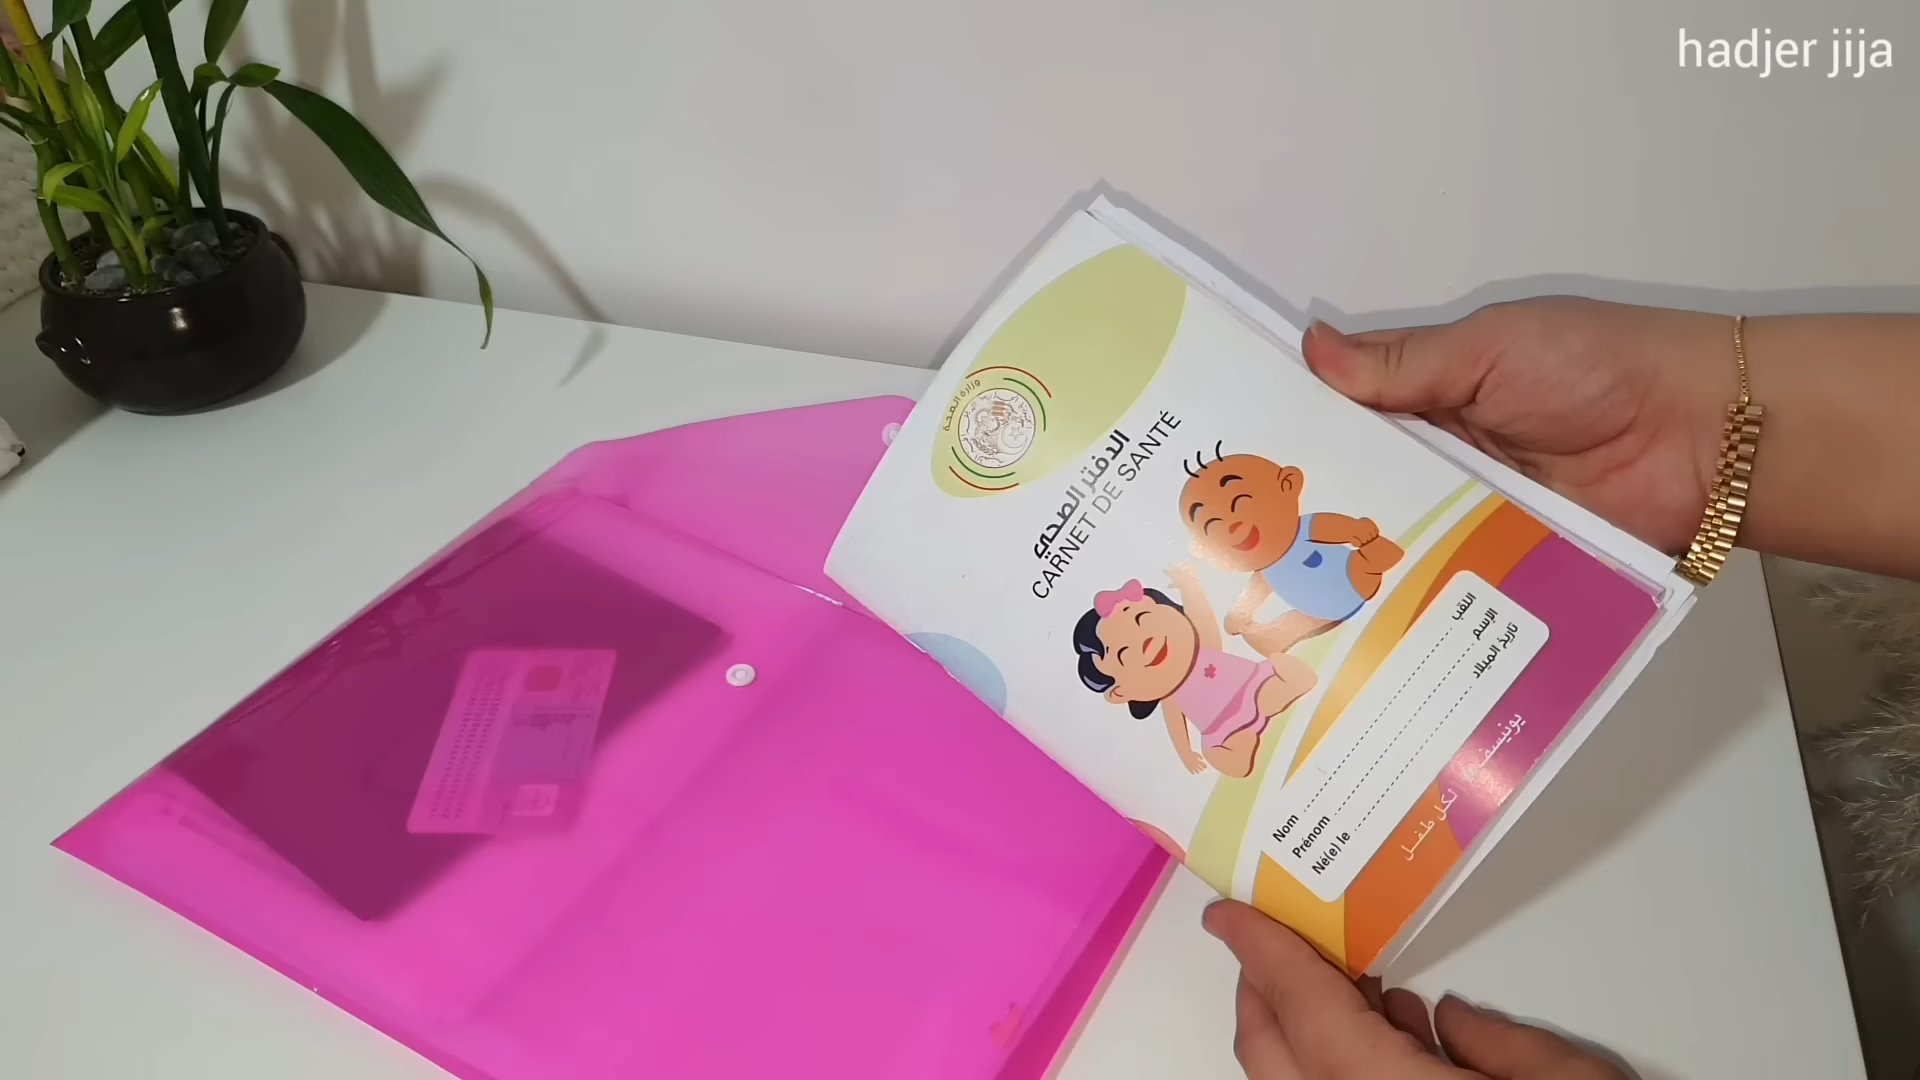 hadjer jija
وزارة الصحة
الدفتر الصحي
CARNET DE SANTÉ
اللقب
الإسم
تاريخ الميلاد
Nom
Prénom
Né(e) le
لكل طفل